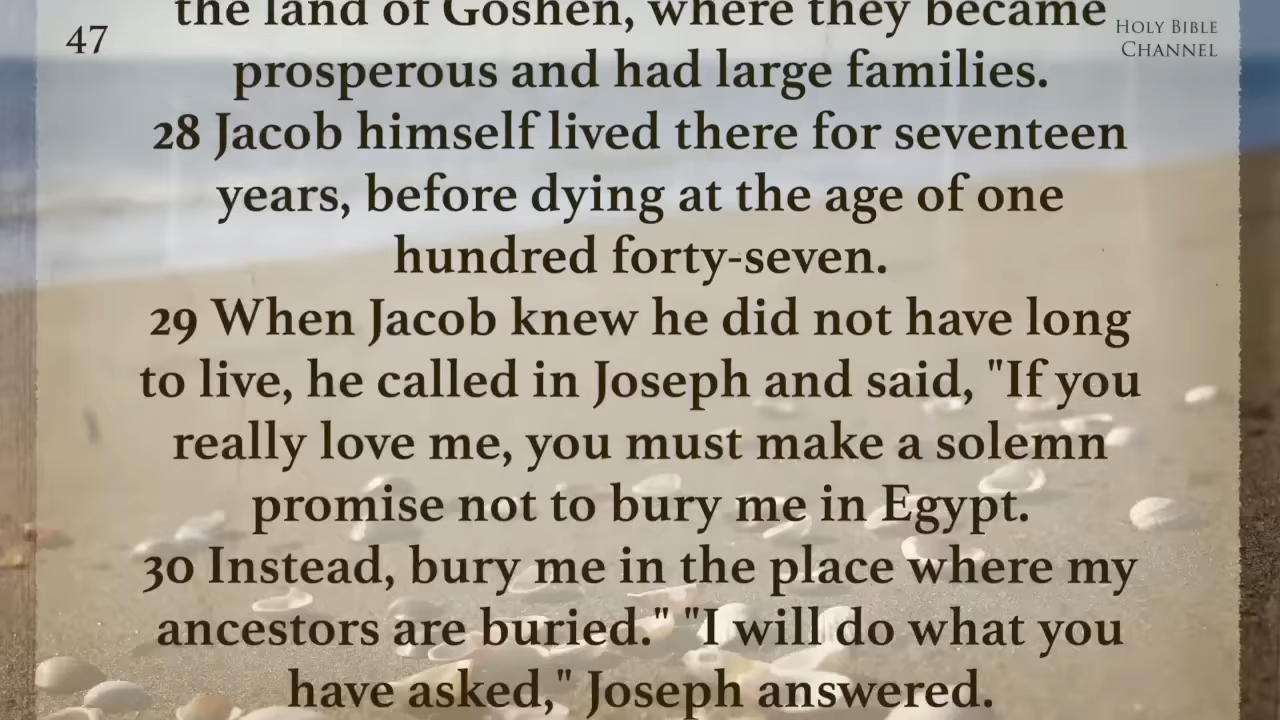 the land of Goshen, where they became
HOLY BIBLE
47
CHANNEL
prosperous and had large families.
28 Jacob himself lived there for seventeen
years, before dying at the age of one
hundred forty-seven.
29 When Jacob knew he did not have long
to live, he called in Joseph and said, "If you
really love me, you must make a solemn
promise not to bury me in Egypt.
30 Instead, bury me in the place where my
ancestors are buried." "I will do what you
have asked," Joseph answered.